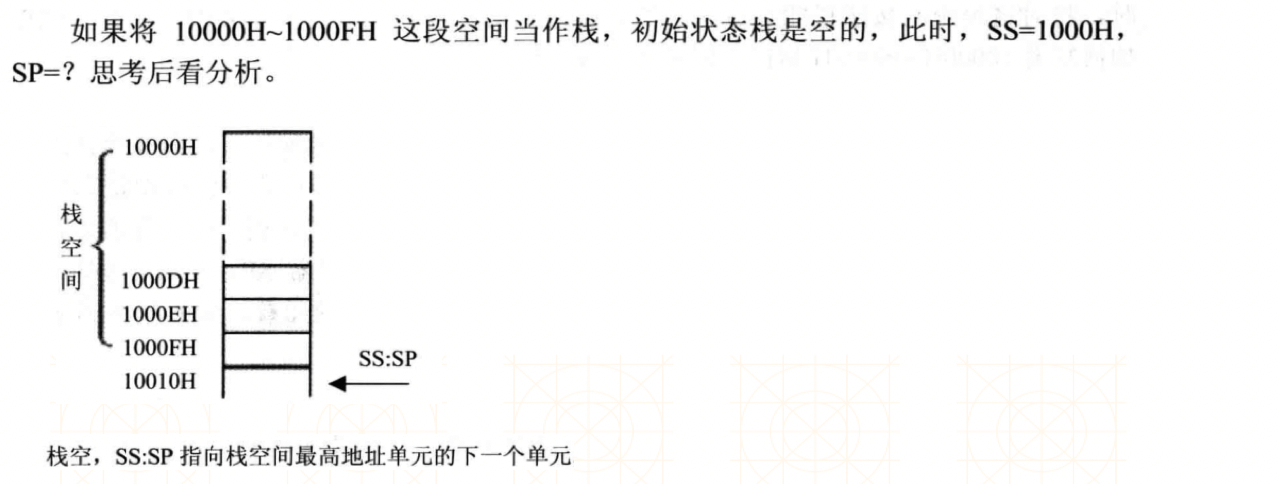 如果将 10000H~1000FH 这段空间当作栈，初始状态栈是空的，此时，SS=1000H，
SP=？思考后看分析。
10000H
栈
空
间
1000DH
1000EH
1000FH
10010H
SS:SP
栈空，SS:SP 指向栈空间最高地址单元的下一个单元